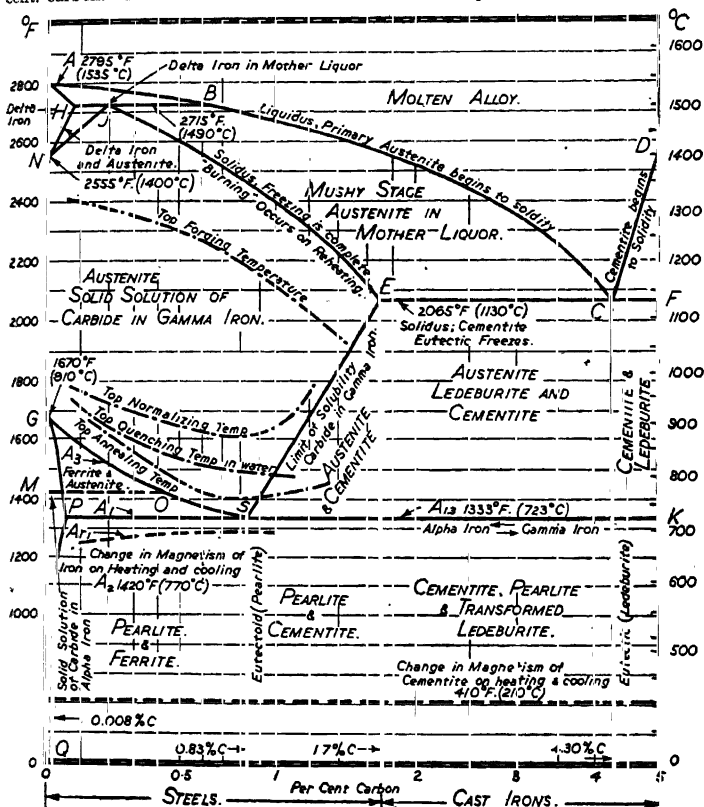 °F
°C
A 2795°F
(1535°C)
Delta Iron in Mother Liquor
1600
2800
Delta
Iron
H
J
B
MOLTEN ALLOY.
1500
2715°F.
(1490°C)
2600
N
Delta Iron
and Austenite.
2555°F.(1400°C)
Liquidus, Primary Austenite begins to solidify
D
1400
Solidus, Freezing is complete
Burning Occurs on Reheating.
MUSHY STAGE
AUSTENITE IN
MOTHER-LIQUOR.
Cementite begins
to Solidify
2400
1300
Top Forging Temperature
2200
1200
AUSTENITE
SOLID SOLUTION OF
CARBIDE IN GAMMA IRON.
E
C
F
2000
2065°F (1130°C)
Solidus; Cementite
Eutectic Freezes.
1100
1670°F
(810°C)
1800
AUSTENITE
LEDEBURITE AND
CEMENTITE
1000
CEMENTITE &
LEDEBURITE
Top Normalizing Temp
Top Quenching Temp in water
Top Annealing Temp
Limit of Solubility
Carbide in Gamma Iron.
AUSTENITE
& CEMENTITE
G
900
1600
A3
Ferrite &
Austenite.
800
M
O
S
1400
P A1
A1.3 1333°F. (723°C)
K
700
Alpha Iron Gamma Iron
Ar1
1200
Change in Magnetism of
Iron on Heating and cooling
A2 1420°F(770°C)
600
1000
Solid Solution
of Carbide in
Alpha Iron
PEARLITE.
&
FERRITE.
Eutectoid (Pearlite)
PEARLITE
&
CEMENTITE.
CEMENTITE, PEARLITE
& TRANSFORMED
LEDEBURITE.
Eutectic (Ledeburite)
500
Change in Magnetism of
Cementite on heating & cooling
410°F.(210°C)
0.008%C
Q
0.83%C
1.7%C
4.30%C
0
0
0
0.5
1
Per Cent Carbon
2
3
4
5
STEELS.
CAST IRONS.